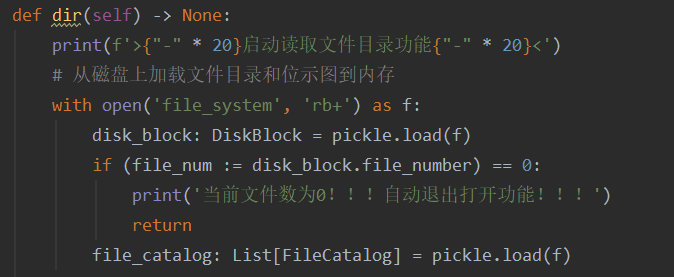 def dir(self) -> None:
    print(f'>{"-" * 20}启动读取文件目录功能{"-" * 20}<')
    # 从磁盘上加载文件目录和位示图到内存
    with open('file_system', 'rb+') as f:
        disk_block: DiskBlock = pickle.load(f)
        if (file_num := disk_block.file_number) == 0:
            print('当前文件数为0！！！自动退出打开功能！！！')
            return
        file_catalog: List[FileCatalog] = pickle.load(f)